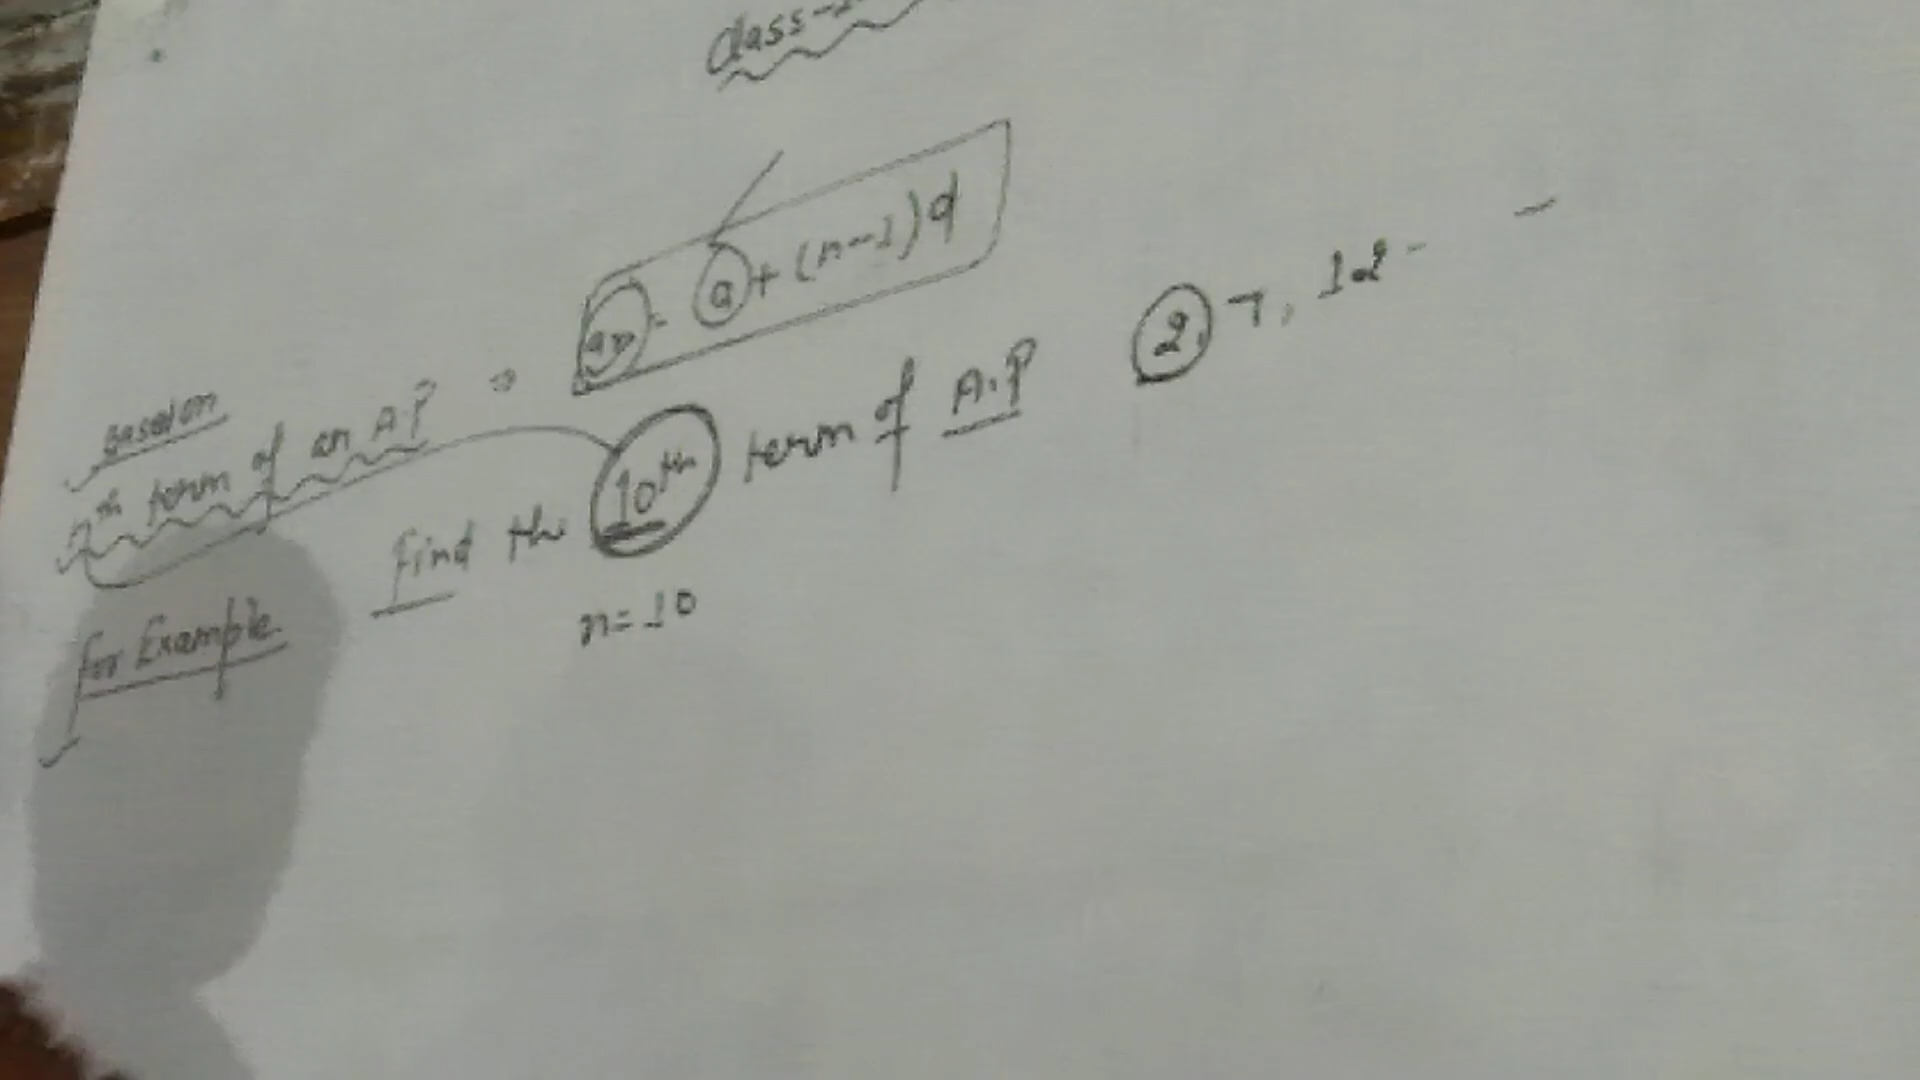 class-
Based on
nth term of an A.P ⇒ an = a + (n-1)d
For Example Find the 10th term of A.P 2, 7, 12 - -
n=10